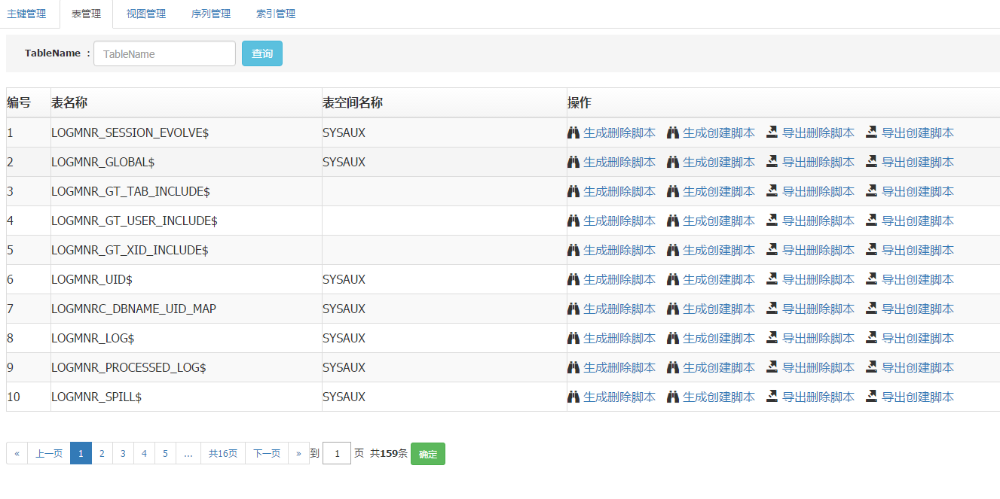 主键管理 表管理 视图管理 序列管理 索引管理
TableName : TableName 查询
编号 表名称 表空间名称 操作
1 LOGMNR_SESSION_EVOLVE$ SYSAUX 生成删除脚本 生成创建脚本 导出删除脚本 导出创建脚本
2 LOGMNR_GLOBAL$ SYSAUX 生成删除脚本 生成创建脚本 导出删除脚本 导出创建脚本
3 LOGMNR_GT_TAB_INCLUDE$ 生成删除脚本 生成创建脚本 导出删除脚本 导出创建脚本
4 LOGMNR_GT_USER_INCLUDE$ 生成删除脚本 生成创建脚本 导出删除脚本 导出创建脚本
5 LOGMNR_GT_XID_INCLUDE$ 生成删除脚本 生成创建脚本 导出删除脚本 导出创建脚本
6 LOGMNR_UID$ SYSAUX 生成删除脚本 生成创建脚本 导出删除脚本 导出创建脚本
7 LOGMNRC_DBNAME_UID_MAP SYSAUX 生成删除脚本 生成创建脚本 导出删除脚本 导出创建脚本
8 LOGMNR_LOG$ SYSAUX 生成删除脚本 生成创建脚本 导出删除脚本 导出创建脚本
9 LOGMNR_PROCESSED_LOG$ SYSAUX 生成删除脚本 生成创建脚本 导出删除脚本 导出创建脚本
10 LOGMNR_SPILL$ SYSAUX 生成删除脚本 生成创建脚本 导出删除脚本 导出创建脚本
« 上一页 1 2 3 4 5 ... 共16页 下一页 » 到 1 页 共159条 确定